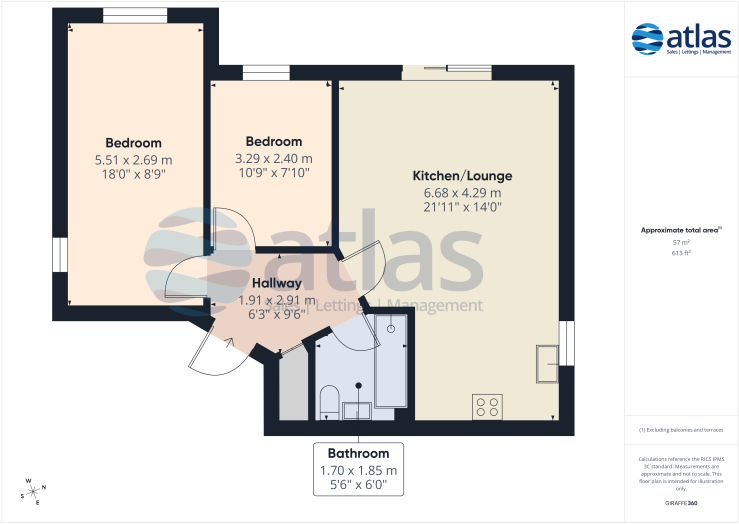 Bedroom
5.51 x 2.69 m
18'0" x 8'9"
Bedroom
3.29 x 2.40 m
10'9" x 7'10"
Kitchen/Lounge
6.68 x 4.29 m
21'11" x 14'0"
Hallway
1.91 x 2.91 m
6'3" x 9'6"
atlas
Sales | Lettings | Management
Bathroom
1.70 x 1.85 m
5'6" x 6'0"
W
N
S
E
atlas
Sales | Lettings | Management
Approximate total area(1)
57 m²
613 ft²
(1) Excluding balconies and terraces
Calculations reference the RICS IPMS
3C standard. Measurements are
approximate and not to scale. This
floor plan is intended for illustration
only.
GIRAFFE360